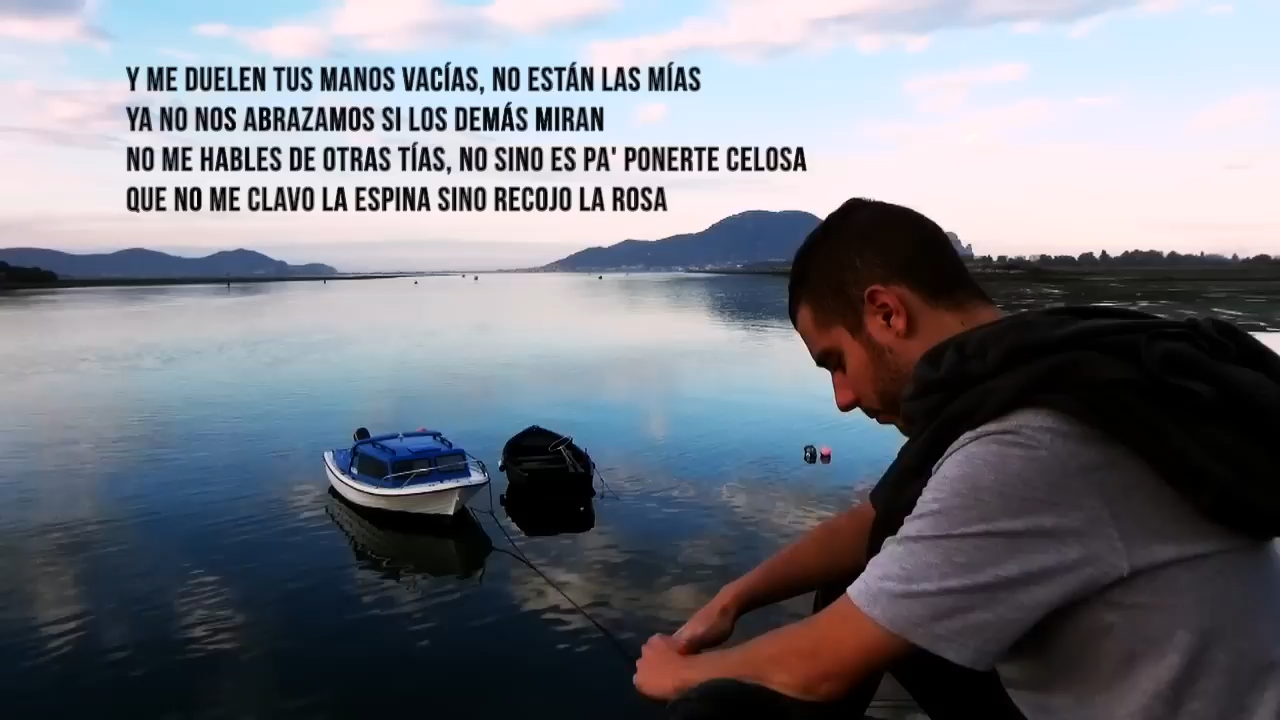 Y ME DUELEN TUS MANOS VACÍAS, NO ESTÁN LAS MÍAS
YA NO NOS ABRAZAMOS SI LOS DEMÁS MIRAN
NO ME HABLES DE OTRAS TÍAS, NO SINO ES PA' PONERTE CELOSA
QUE NO ME CLAVO LA ESPINA SINO RECOJO LA ROSA